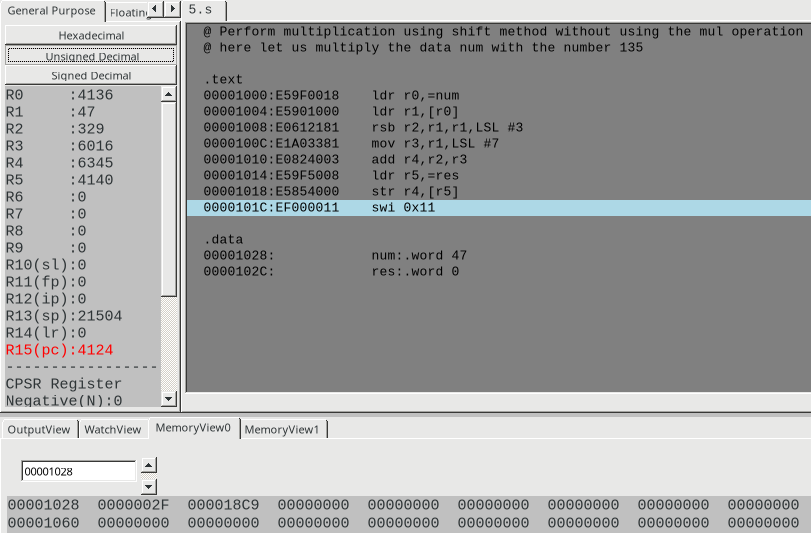 General Purpose Floating 5.s
Hexadecimal
Unsigned Decimal
Signed Decimal
R0 :4136
R1 :47
R2 :329
R3 :6016
R4 :6345
R5 :4140
R6 :0
R7 :0
R8 :0
R9 :0
R10(sl):0
R11(fp):0
R12(ip):0
R13(sp):21504
R14(lr):0
R15(pc):4124
-----------------
CPSR Register
Negative(N):0
@ Perform multiplication using shift method without using the mul operation
@ here let us multiply the data num with the number 135
.text
00001000:E59F0018 ldr r0,=num
00001004:E5901000 ldr r1,[r0]
00001008:E0612181 rsb r2,r1,r1,LSL #3
0000100C:E1A03381 mov r3,r1,LSL #7
00001010:E0824003 add r4,r2,r3
00001014:E59F5008 ldr r5,=res
00001018:E5854000 str r4,[r5]
0000101C:EF000011 swi 0x11
.data
00001028: num:.word 47
0000102C: res:.word 0
OutputView WatchView MemoryView0 MemoryView1
00001028
00001028 0000002F 000018C9 00000000 00000000 00000000 00000000 00000000 00000000
00001060 00000000 00000000 00000000 00000000 00000000 00000000 00000000 00000000